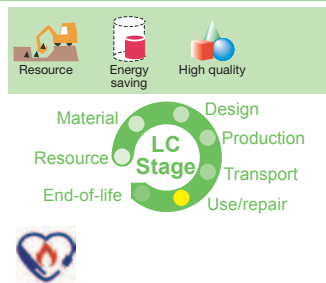 Resource
Energy
saving
High quality
Material
Design
Production
Resource
LC
Stage
Transport
End-of-life
Use/repair